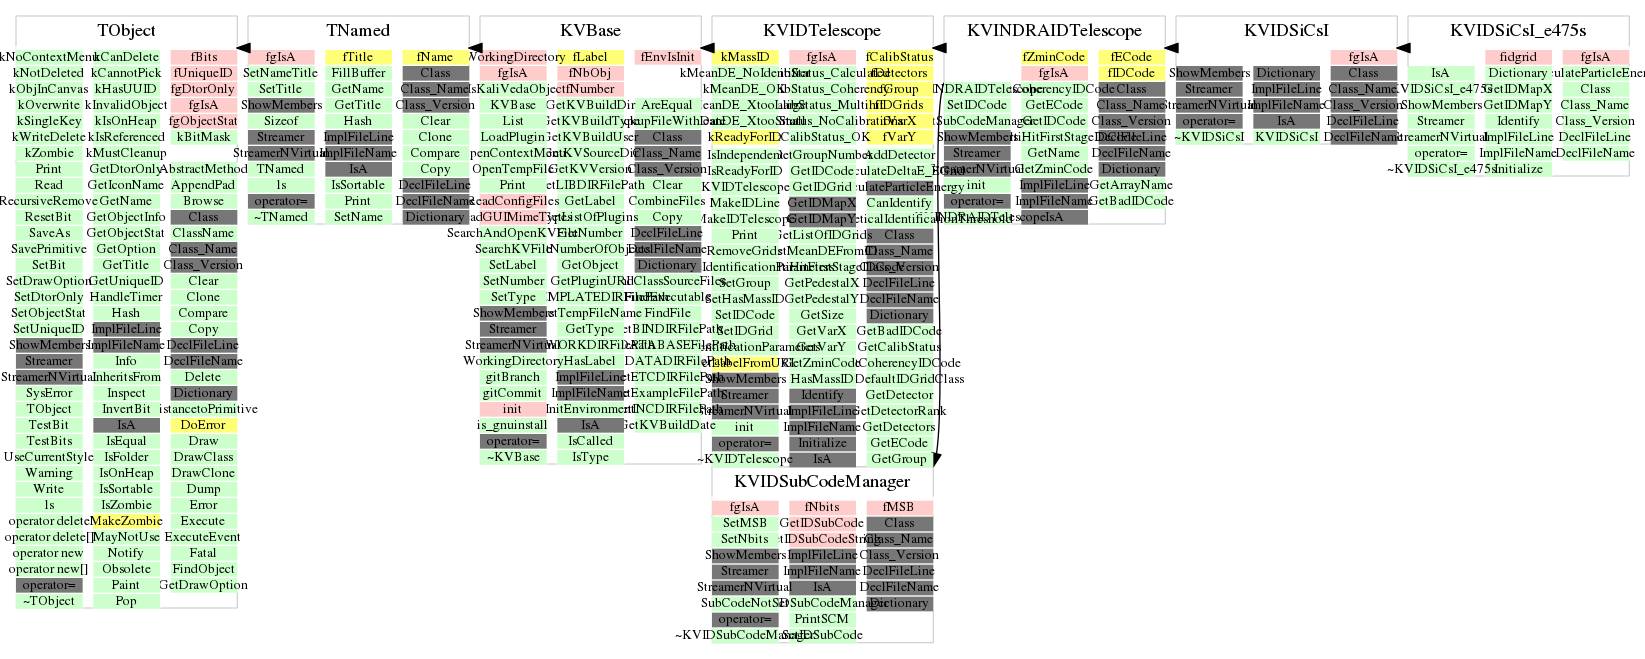 TObject
kNoContextMenu kCanDelete fBits
kNotDeleted kCannotPick fUniqueID
kObjInCanvas kHasUUID fgDtorOnly
kOverwrite kInvalidObject fgIsA
kSingleKey kIsOnHeap fgObjectStat
kWriteDelete kIsReferenced kBitMask
kZombie kMustCleanup
Print GetDtorOnly AbstractMethod
Read GetIconName AppendPad
RecursiveRemove GetName Browse
ResetBit GetObjectInfo Class
SaveAs GetObjectStat ClassName
SavePrimitive GetOption Class_Name
SetBit GetTitle Class_Version
SetDrawOption GetUniqueID Clear
SetDtorOnly HandleTimer Clone
SetObjectStat Hash Compare
SetUniqueID ImplFileLine Copy
ShowMembers ImplFileName DeclFileLine
Streamer Info DeclFileName
StreamerNVirtual InheritsFrom Delete
SysError Inspect Dictionary
TObject InvertBit DistancetoPrimitive
TestBit IsA DoError
TestBits IsEqual Draw
UseCurrentStyle IsFolder DrawClass
Warning IsOnHeap DrawClone
Write IsSortable Dump
ls IsZombie Error
operator delete MakeZombie Execute
operator delete[] MayNotUse ExecuteEvent
operator new Notify Fatal
operator new[] Obsolete FindObject
operator= Paint GetDrawOption
~TObject Pop
TNamed
fgIsA fTitle fName
SetNameTitle FillBuffer Class
SetTitle GetName Class_Name
ShowMembers GetTitle Class_Version
Sizeof Hash Clear
Streamer ImplFileLine Clone
StreamerNVirtual ImplFileName Compare
TNamed IsA Copy
ls IsSortable DeclFileLine
operator= Print DeclFileName
~TNamed SetName Dictionary
KVBase
WorkingDirectory fLabel fEnvIsInit
fgIsA fNbObj
IsKaliVedaObject fNumber
KVBase GetKVBuildDir AreEqual
List GetKVBuildType BackupFileWithDate
LoadPlugin GetKVBuildUser Class
OpenContextMenu GetKVSourceDir Class_Name
OpenTempFile GetKVVersion Class_Version
Print GetLIBDIRFilePath Clear
ReadConfigFiles GetLabel CombineFiles
ReadGUIMimeTypes GetListOfPlugins Copy
SearchAndOpenKVFile GetNumber DeclFileLine
SearchKVFile GetNumberOfObjects DeclFileName
SetLabel GetObject Dictionary
SetNumber GetPluginURI FindClassSourceFiles
SetType FindExecutable
ShowMembers GetTempFileName FindFile
Streamer GetType GetBINDIRFilePath
StreamerNVirtual GetWORKDIRFilePath GetDATABASEFilePath
WorkingDirectory HasLabel GetDATADIRFilePath
gitBranch ImplFileLine GetETCDIRFilePath
gitCommit ImplFileName GetExampleFilePath
init InitEnvironment GetINCDIRFilePath
is_gnuinstall IsA GetKVBuildDate
operator= IsCalled
~KVBase IsType
KVIDTelescope
kMassID fgIsA fCalibStatus
kMeanDE_NoIdentifie kCalibStatus_Calculated fDetectors
kMeanDE_OK kCalibStatus_Coherency fGroup
kMeanDE_XtooLarge kCalibStatus_Multihit fIDGrids
kMeanDE_XtooSmall kCalibStatus_NoCalibrations fVarX
kReadyForID kCalibStatus_OK fVarY
IsIndependent GetGroupNumber AddDetector
IsReadyForID GetIDCode
KVIDTelescope GetIDGrid CalculateParticleEnergy
MakeIDLine GetIDMapX CanIdentify
MakeIDTelescope GetIDMapY
Print GetListOfIDGrids Class
RemoveGrids GetMeanDEFromID Class_Name
GetPIDCode Class_Version
SetGroup GetPedestalX DeclFileLine
SetHasMassID GetPedestalY DeclFileName
SetIDCode GetSize Dictionary
SetIDGrid GetVarX GetBadIDCode
GetVarY GetCalibStatus
GetZminCode GetCoherencyIDCode
ShowMembers HasMassID GetDefaultIDGridClass
Streamer Identify GetDetector
StreamerNVirtual ImplFileLine GetDetectorRank
init ImplFileName GetDetectors
operator= Initialize GetECode
~KVIDTelescope IsA GetGroup
KVIDSubCodeManager
fgIsA fNbits fMSB
SetMSB GetIDSubCode Class
SetNbits GetIDSubCodeString Class_Name
ShowMembers ImplFileLine Class_Version
Streamer ImplFileName DeclFileLine
StreamerNVirtual IsA DeclFileName
SubCodeNotSet KVIDSubCodeManager Dictionary
operator= PrintSCM
~KVIDSubCodeManager SetIDSubCode
KVINDRAIDTelescope
fZminCode fECode
fgIsA fIDCode
KVINDRAIDTelescope GetCoherencyIDCode Class
SetIDCode GetECode Class_Name
SetSubCodeManager GetIDCode Class_Version
ShowMembers DeclFileLine
Streamer GetName DeclFileName
StreamerNVirtual GetZminCode Dictionary
init ImplFileLine GetArrayName
operator= ImplFileName GetBadIDCode
~KVINDRAIDTelescope IsA
KVIDSiCsI
fgIsA
ShowMembers Dictionary Class
Streamer ImplFileLine Class_Name
StreamerNVirtual ImplFileName Class_Version
operator= IsA DeclFileLine
~KVIDSiCsI KVIDSiCsI DeclFileName
KVIDSiCsI_e475s
fidgrid fgIsA
IsA Dictionary CalculateParticleEnergy
KVIDSiCsI_e475s GetIDMapX Class
ShowMembers GetIDMapY Class_Name
Streamer Identify Class_Version
StreamerNVirtual ImplFileLine DeclFileLine
operator= ImplFileName DeclFileName
~KVIDSiCsI_e475s Initialize